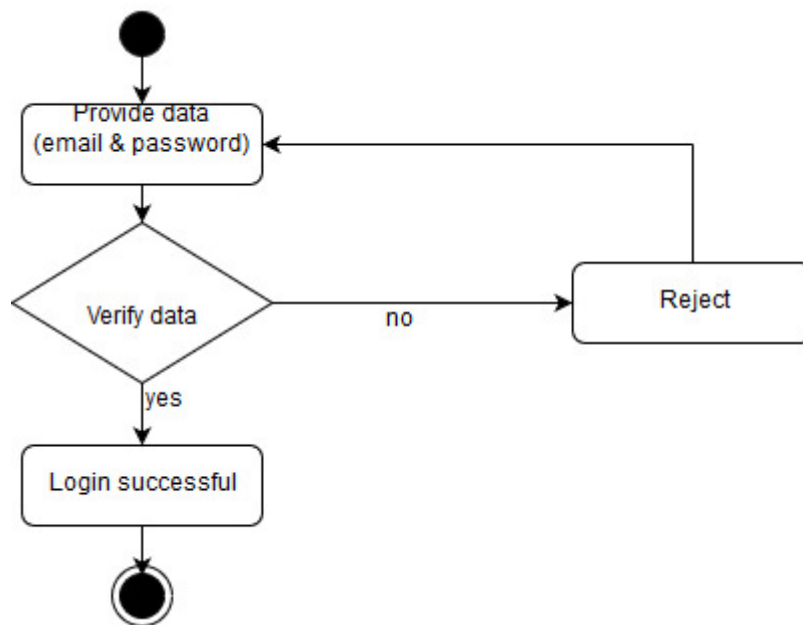 Provide data
(email & password)
Verify data
no
Reject
yes
Login successful